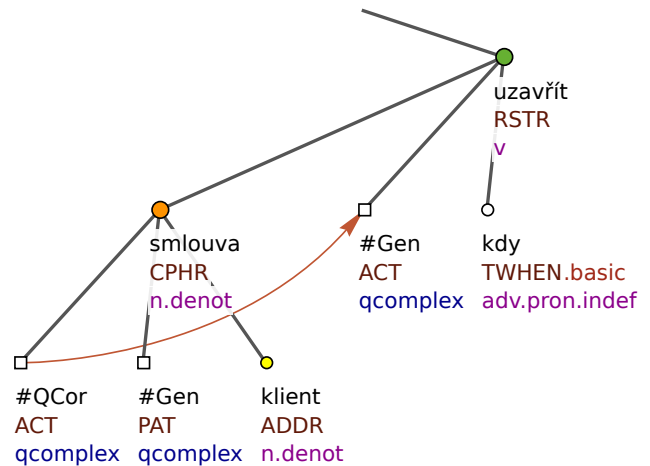 uzavřít
RSTR
v
smlouva
CPHR
n.denot
#Gen
ACT
qcomplex
kdy
TWHEN.basic
adv.pron.indef
#QCor
ACT
qcomplex
#Gen
PAT
qcomplex
klient
ADDR
n.denot